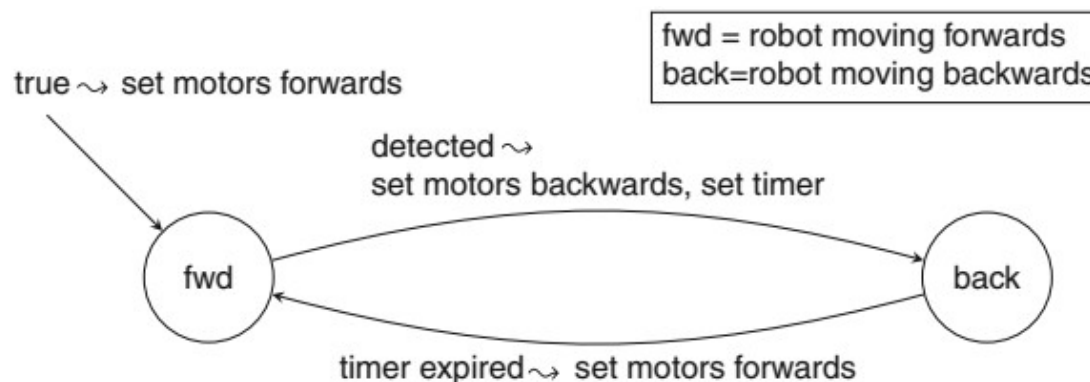 fwd = robot moving forwards
back=robot moving backwards
true ⤳ set motors forwards
detected ⤳
set motors backwards, set timer
fwd
back
timer expired ⤳ set motors forwards